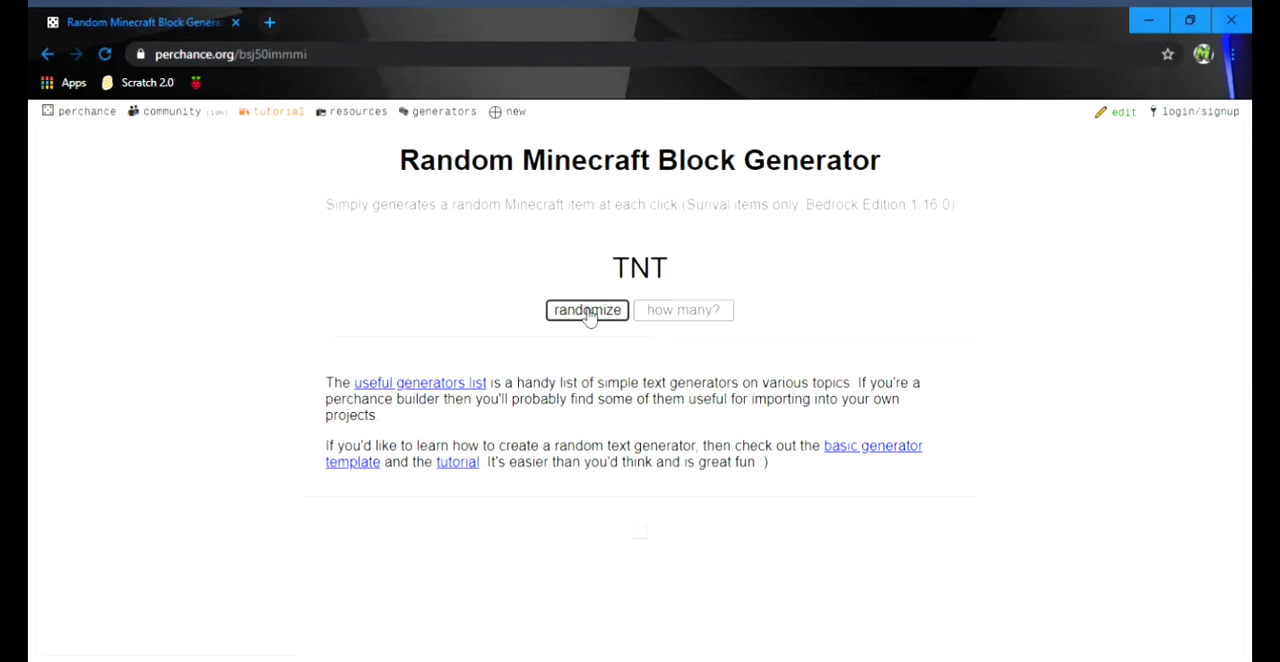 Random Minecraft Block Genera
perchance.org/bsj50immmi
Apps Scratch 2.0
perchance community tutorial resources generators new edit login/signup
Random Minecraft Block Generator
Simply generates a random Minecraft item at each click (Surival items only. Bedrock Edition 1.16.0)
TNT
randomize how many?
The useful generators list is a handy list of simple text generators on various topics. If you're a
perchance builder then you'll probably find some of them useful for importing into your own
projects.
If you'd like to learn how to create a random text generator, then check out the basic generator
template and the tutorial. It's easier than you'd think and is great fun :)